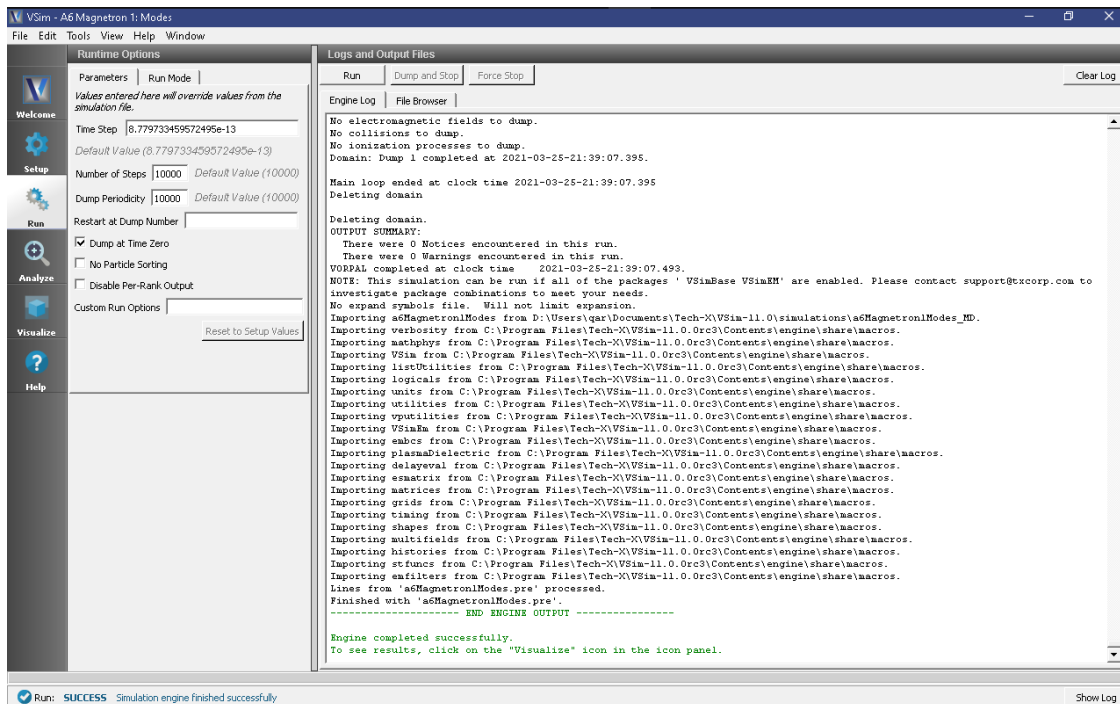 VSim - A6 Magnetron 1: Modes
File Edit Tools View Help Window
Welcome
Setup
Run
Analyze
Visualize
Help
Runtime Options
Parameters
Run Mode
Values entered here will override values from the
simulation file.
Time Step 8.779733459572495e-13
Default Value (8.779733459572495e-13)
Number of Steps 10000 Default Value (10000)
Dump Periodicity 10000 Default Value (10000)
Restart at Dump Number
Dump at Time Zero
No Particle Sorting
Disable Per-Rank Output
Custom Run Options
Reset to Setup Values
Logs and Output Files
Run Dump and Stop Force Stop Clear Log
Engine Log File Browser
No electromagnetic fields to dump.
No collisions to dump.
No ionization processes to dump.
Domain: Dump 1 completed at 2021-03-25-21:39:07.395.
Main loop ended at clock time 2021-03-25-21:39:07.395
Deleting domain
Deleting domain.
OUTPUT SUMMARY:
There were 0 Notices encountered in this run.
There were 0 Warnings encountered in this run.
VORPAL completed at clock time 2021-03-25-21:39:07.493.
NOTE: This simulation can be run if all of the packages ' VSimBase VSimEM' are enabled. Please contact support@txcorp.com to
investigate package combinations to meet your needs.
No expand symbols file. Will not limit expansion.
Importing a6Magnetron1Modes from D:\Users\qar\Documents\Tech-X\VSim-11.0\simulations\a6Magnetron1Modes_MD.
Importing verbosity from C:\Program Files\Tech-X\VSim-11.0.0rc3\Contents\engine\share\macros.
Importing mathphys from C:\Program Files\Tech-X\VSim-11.0.0rc3\Contents\engine\share\macros.
Importing VSim from C:\Program Files\Tech-X\VSim-11.0.0rc3\Contents\engine\share\macros.
Importing listUtilities from C:\Program Files\Tech-X\VSim-11.0.0rc3\Contents\engine\share\macros.
Importing logicals from C:\Program Files\Tech-X\VSim-11.0.0rc3\Contents\engine\share\macros.
Importing units from C:\Program Files\Tech-X\VSim-11.0.0rc3\Contents\engine\share\macros.
Importing utilities from C:\Program Files\Tech-X\VSim-11.0.0rc3\Contents\engine\share\macros.
Importing vputilities from C:\Program Files\Tech-X\VSim-11.0.0rc3\Contents\engine\share\macros.
Importing VSimEm from C:\Program Files\Tech-X\VSim-11.0.0rc3\Contents\engine\share\macros.
Importing embcs from C:\Program Files\Tech-X\VSim-11.0.0rc3\Contents\engine\share\macros.
Importing plasmaDielectric from C:\Program Files\Tech-X\VSim-11.0.0rc3\Contents\engine\share\macros.
Importing delayeval from C:\Program Files\Tech-X\VSim-11.0.0rc3\Contents\engine\share\macros.
Importing esmatrix from C:\Program Files\Tech-X\VSim-11.0.0rc3\Contents\engine\share\macros.
Importing matrices from C:\Program Files\Tech-X\VSim-11.0.0rc3\Contents\engine\share\macros.
Importing grids from C:\Program Files\Tech-X\VSim-11.0.0rc3\Contents\engine\share\macros.
Importing timing from C:\Program Files\Tech-X\VSim-11.0.0rc3\Contents\engine\share\macros.
Importing shapes from C:\Program Files\Tech-X\VSim-11.0.0rc3\Contents\engine\share\macros.
Importing multifields from C:\Program Files\Tech-X\VSim-11.0.0rc3\Contents\engine\share\macros.
Importing histories from C:\Program Files\Tech-X\VSim-11.0.0rc3\Contents\engine\share\macros.
Importing stfuncs from C:\Program Files\Tech-X\VSim-11.0.0rc3\Contents\engine\share\macros.
Importing emfilters from C:\Program Files\Tech-X\VSim-11.0.0rc3\Contents\engine\share\macros.
Lines from 'a6Magnetron1Modes.pre' processed.
Finished with 'a6Magnetron1Modes.pre'.
--------------------- END ENGINE OUTPUT ----------------
Engine completed successfully.
To see results, click on the "Visualize" icon in the icon panel.
Run: SUCCESS Simulation engine finished successfully
Show Log